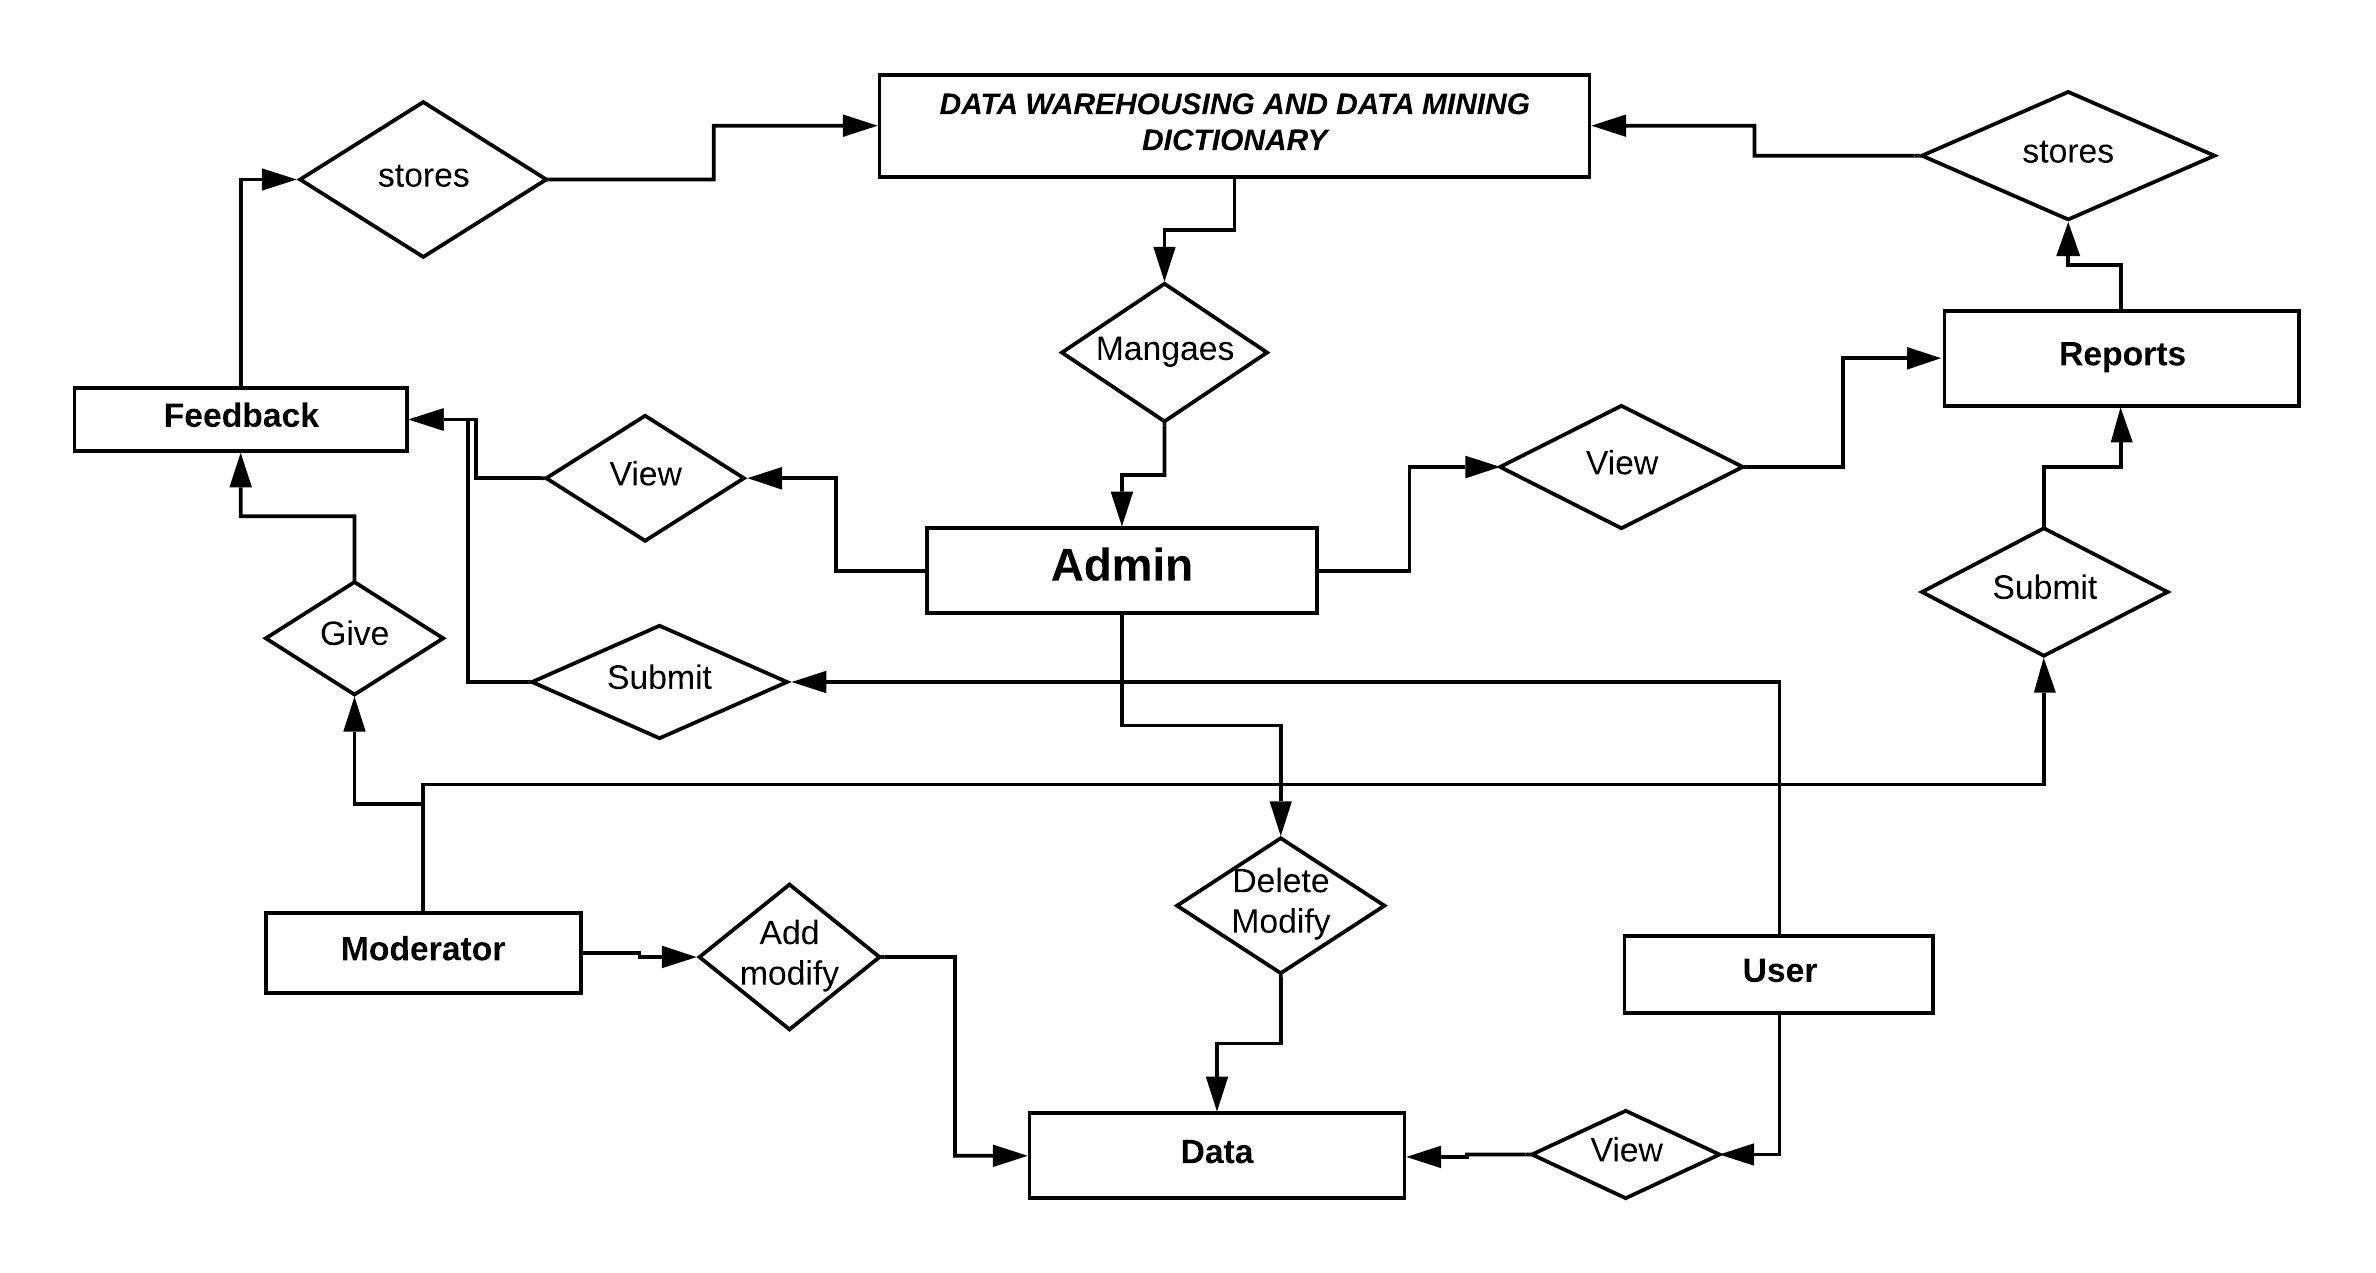 DATA WAREHOUSING AND DATA MINING
DICTIONARY
stores
stores
Mangaes
Reports
Feedback
View
View
Admin
Submit
Give
Submit
Delete
Modify
Add
modify
Moderator
User
Data
View